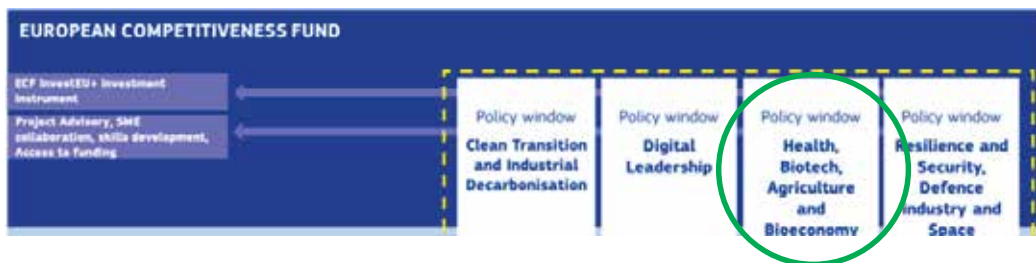 EUROPEAN COMPETITIVENESS FUND
ECF InvestEU+ Investment
Instrument
Project Advisory, SME
collaboration, skills development,
Access to funding
Policy window
Clean Transition
and Industrial
Decarbonisation
Policy window
Digital
Leadership
Policy window
Health,
Biotech,
Agriculture
and
Bioeconomy
Policy window
Resilience and
Security,
Defence
industry and
Space